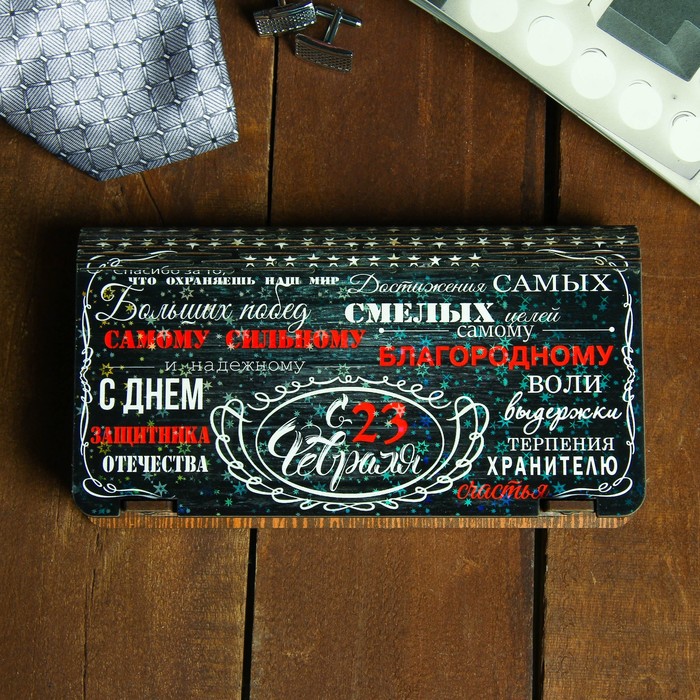 Спасибо за то,
ЧТО ОХРАНЯЕШЬ НАШ МИР
Больших побед
САМОМУ СИЛЬНОМУ
и надежному
С ДНЕМ
ЗАЩИТНИКА
ОТЕЧЕСТВА
С 23
Февраля
Достижения САМЫХ
СМЕЛЫХ целей
самому
БЛАГОРОДНОМУ
ВОЛИ
выдержки
ТЕРПЕНИЯ
ХРАНИТЕЛЮ
счастья